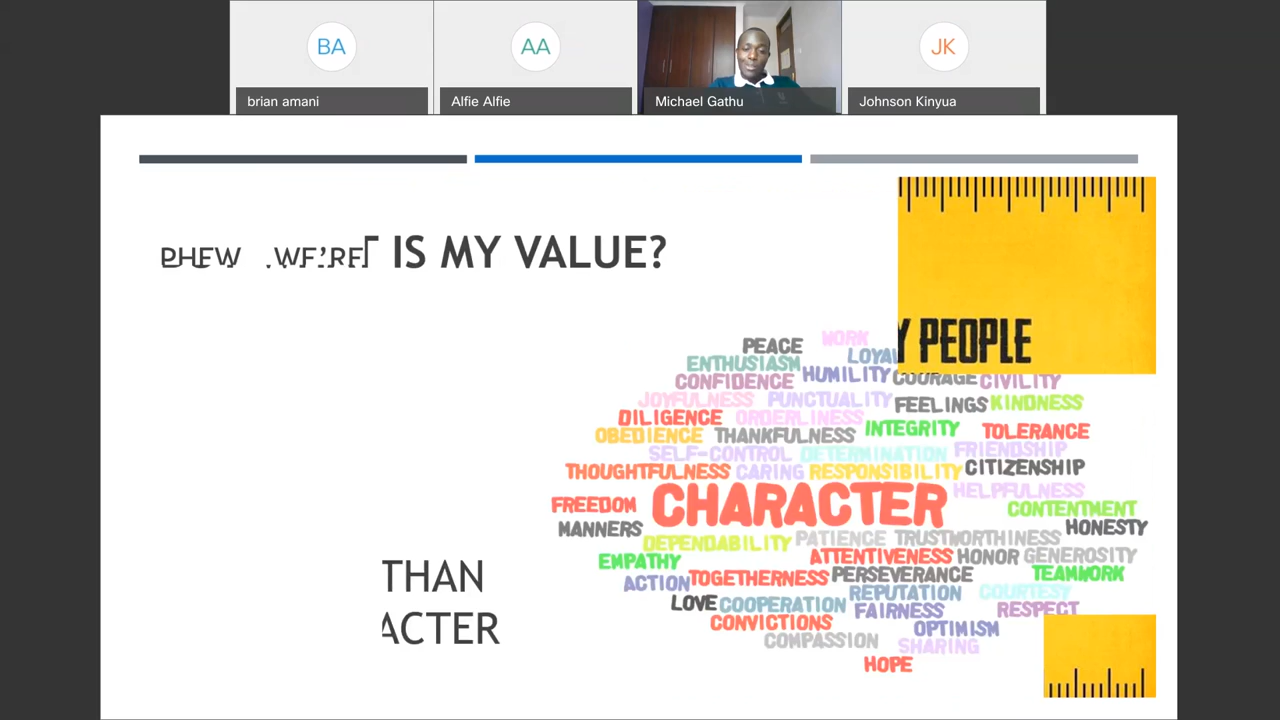 BA
AA
JK
brian amani
Alfie Alfie
Michael Gathu
Johnson Kinyua
IS MY VALUE?
PEOPLE
PEACE WORK
ENTHUSIASM
CONFIDENCE HUMILITY COURAGE CIVILITY
JOYFULNESS PUNCTUALITY FEELINGS KINDNESS
DILIGENCE ORDERLINESS INTEGRITY TOLERANCE
OBEDIENCE THANKFULNESS
SELF-CONTROL DETERMINATION FRIENDSHIP
THOUGHTFULNESS CARING RESPONSIBILITY CITIZENSHIP
FREEDOM CHARACTER HELPFULNESS
CONTENTMENT
MANNERS HONESTY
DEPENDABILITY PATIENCE TRUSTWORTHINESS
EMPATHY ATTENTIVENESS HONOR GENEROSITY
ACTION TOGETHERNESS PERSEVERANCE TEAMWORK
LOVE COOPERATION REPUTATION COURTESY
CONVICTIONS FAIRNESS RESPECT
COMPASSION OPTIMISM
SHARING
HOPE
THAN
ACTER